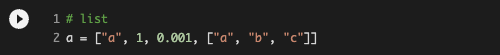 1 # list
2 a = ["a", 1, 0.001, ["a", "b", "c"]]